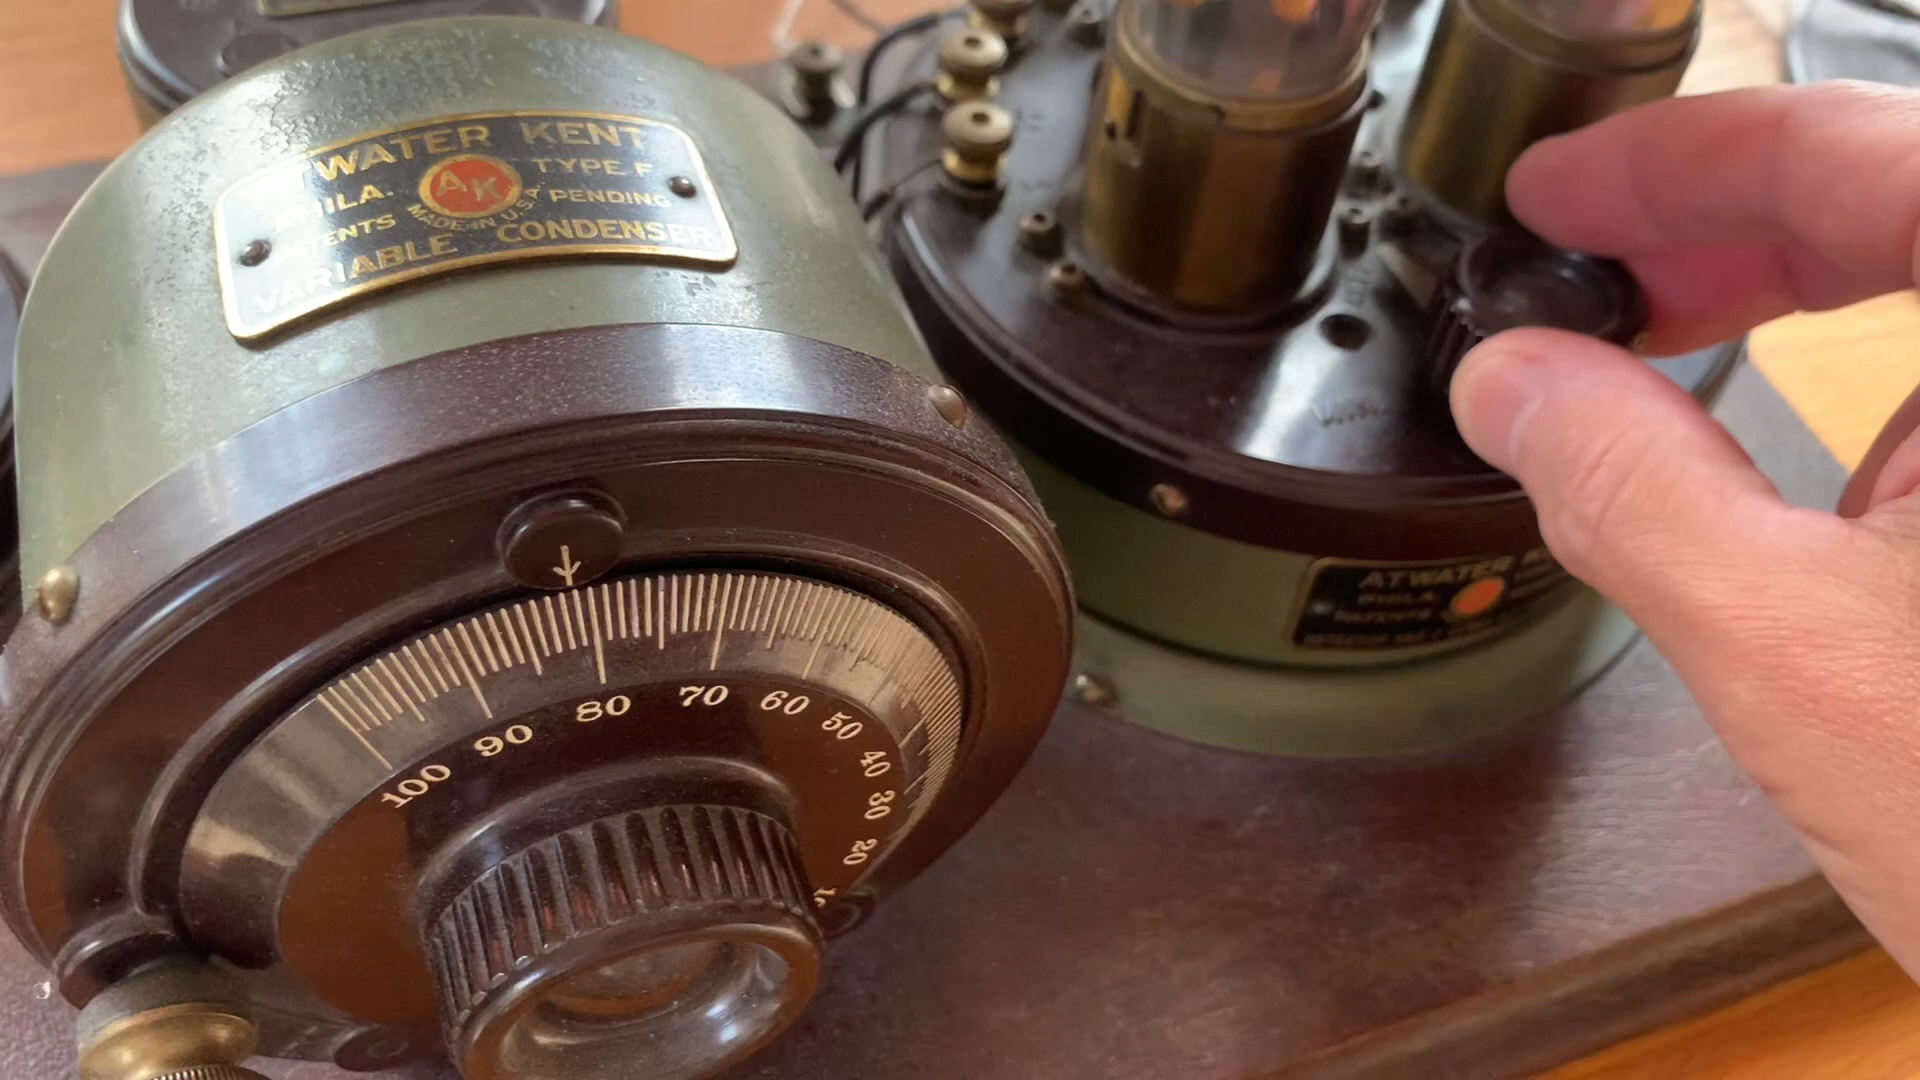 ATWATER KENT
PHILA. AK TYPE F
PATENTS MADE IN U.S.A. PENDING
VARIABLE CONDENSER
100 90 80 70 60 50 40 30 20
ATWATER
PHILA.
PATENTS